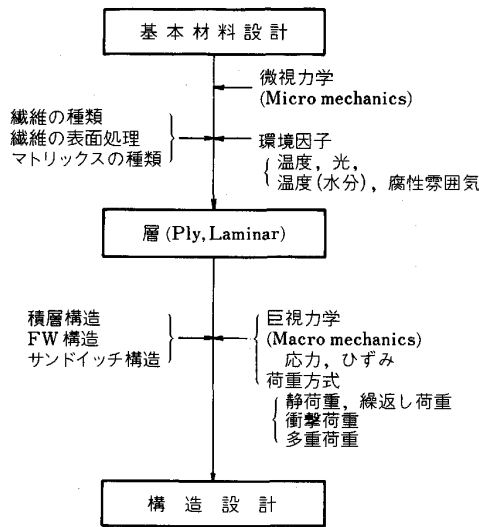 基本材料設計
微視力学
(Micro mechanics)
繊維の種類
繊維の表面処理
マトリックスの種類
環境因子
温度, 光,
温度(水分), 腐性雰囲気
層(Ply, Laminar)
積層構造
FW構造
サンドイッチ構造
巨視力学
(Macro mechanics)
応力, ひずみ
荷重方式
静荷重, 繰返し荷重
衝撃荷重
多重荷重
構造設計